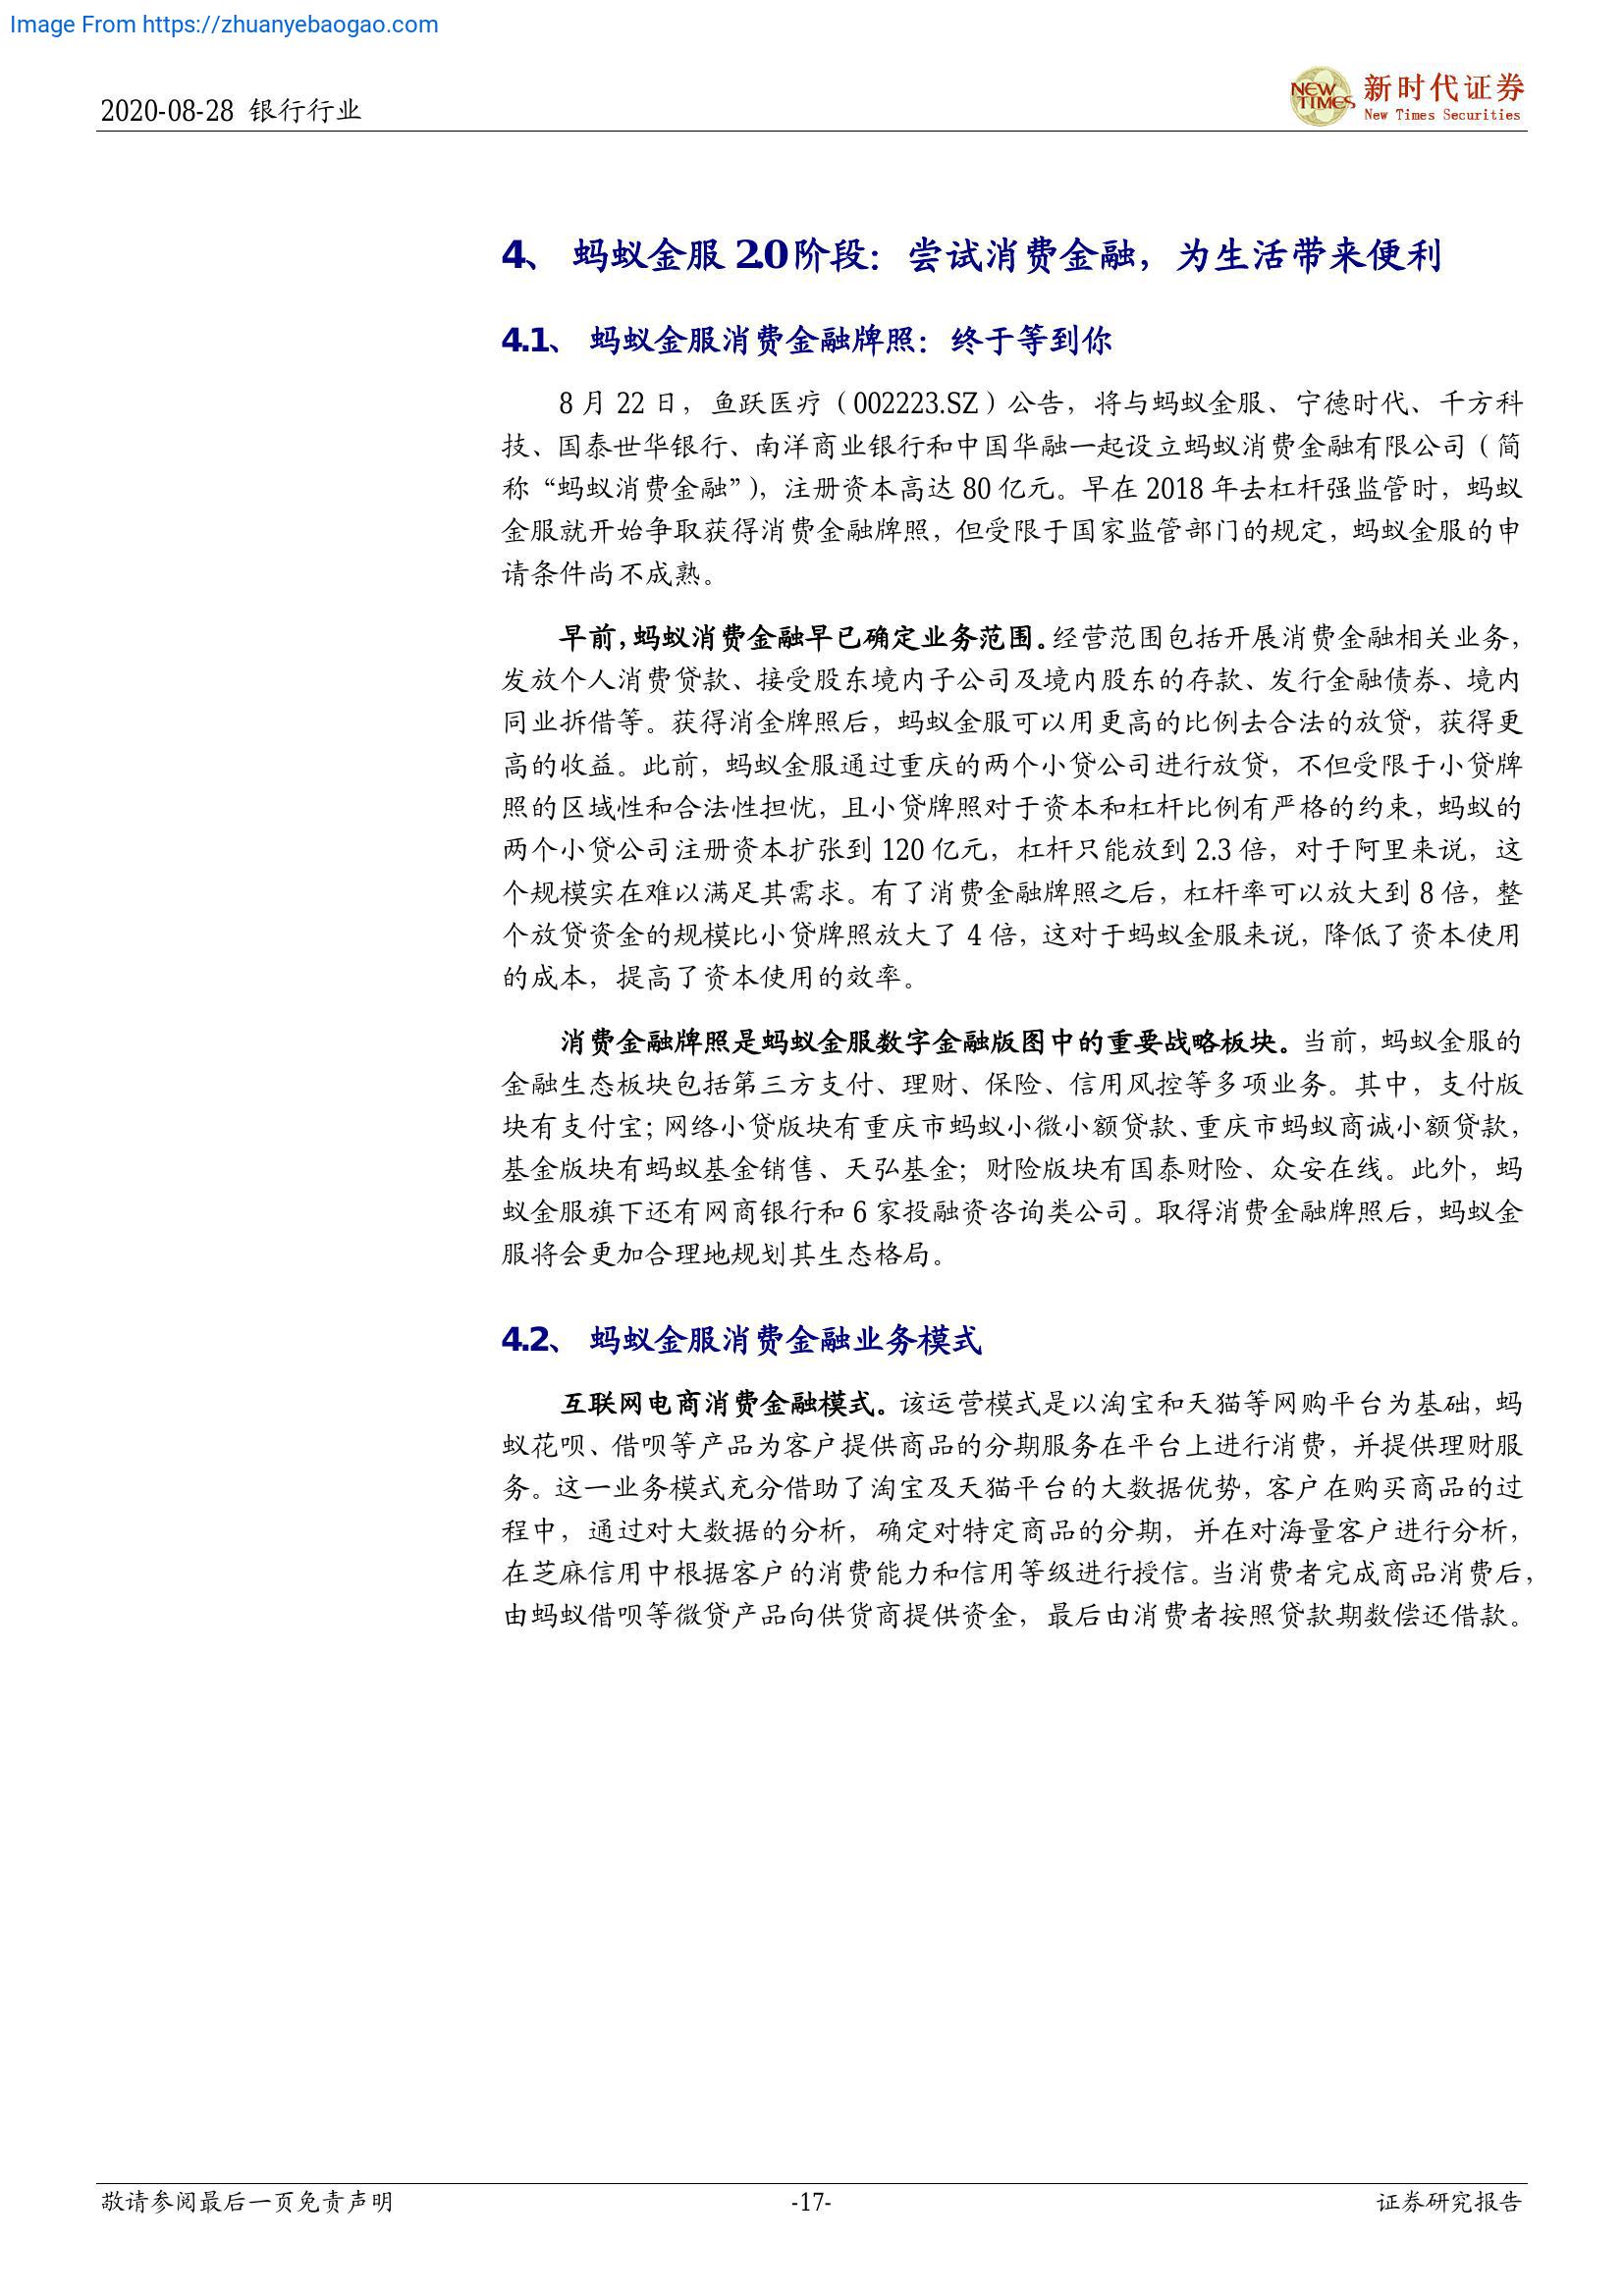 Image From https://zhuanyebaogao.com
2020-08-28 银行行业
NEW TIMES
新时代证券
New Times Securities
4、 蚂蚁金服 2.0 阶段：尝试消费金融，为生活带来便利
4.1、 蚂蚁金服消费金融牌照：终于等到你
8 月 22 日，鱼跃医疗（002223.SZ）公告，将与蚂蚁金服、宁德时代、千方科
技、国泰世华银行、南洋商业银行和中国华融一起设立蚂蚁消费金融有限公司（简
称“蚂蚁消费金融”），注册资本高达 80 亿元。早在 2018 年去杠杆强监管时，蚂蚁
金服就开始争取获得消费金融牌照，但受限于国家监管部门的规定，蚂蚁金服的申
请条件尚不成熟。
早前，蚂蚁消费金融早已确定业务范围。经营范围包括开展消费金融相关业务，
发放个人消费贷款、接受股东境内子公司及境内股东的存款、发行金融债券、境内
同业拆借等。获得消金牌照后，蚂蚁金服可以用更高的比例去合法的放贷，获得更
高的收益。此前，蚂蚁金服通过重庆的两个小贷公司进行放贷，不但受限于小贷牌
照的区域性和合法性担忧，且小贷牌照对于资本和杠杆比例有严格的约束，蚂蚁的
两个小贷公司注册资本扩张到 120 亿元，杠杆只能放到 2.3 倍，对于阿里来说，这
个规模实在难以满足其需求。有了消费金融牌照之后，杠杆率可以放大到 8 倍，整
个放贷资金的规模比小贷牌照放大了 4 倍，这对于蚂蚁金服来说，降低了资本使用
的成本，提高了资本使用的效率。
消费金融牌照是蚂蚁金服数字金融版图中的重要战略板块。当前，蚂蚁金服的
金融生态板块包括第三方支付、理财、保险、信用风控等多项业务。其中，支付版
块有支付宝；网络小贷版块有重庆市蚂蚁小微小额贷款、重庆市蚂蚁商诚小额贷款，
基金版块有蚂蚁基金销售、天弘基金；财险版块有国泰财险、众安在线。此外，蚂
蚁金服旗下还有网商银行和 6 家投融资咨询类公司。取得消费金融牌照后，蚂蚁金
服将会更加合理地规划其生态格局。
4.2、 蚂蚁金服消费金融业务模式
互联网电商消费金融模式。该运营模式是以淘宝和天猫等网购平台为基础，蚂
蚁花呗、借呗等产品为客户提供商品的分期服务在平台上进行消费，并提供理财服
务。这一业务模式充分借助了淘宝及天猫平台的大数据优势，客户在购买商品的过
程中，通过对大数据的分析，确定对特定商品的分期，并在对海量客户进行分析，
在芝麻信用中根据客户的消费能力和信用等级进行授信。当消费者完成商品消费后，
由蚂蚁借呗等微贷产品向供货商提供资金，最后由消费者按照贷款期数偿还借款。
敬请参阅最后一页免责声明
-17-
证券研究报告